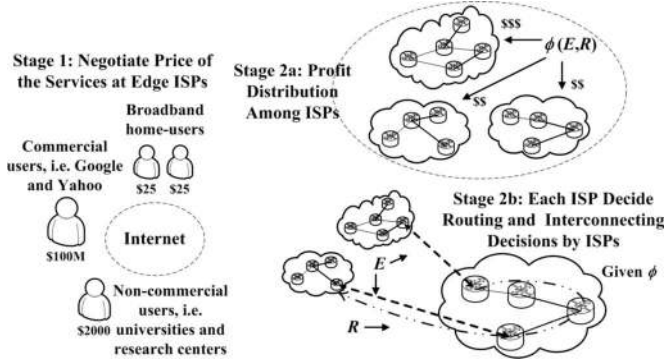 Stage 1: Negotiate Price of
the Services at Edge ISPs
Broadband
home-users
$25 $25
Commercial
users, i.e. Google
and Yahoo
$100M
Internet
$2000
Non-commercial
users, i.e.
universities and
research centers
Stage 2a: Profit
Distribution
Among ISPs
$$$
ϕ (E,R)
$$
$$
Stage 2b: Each ISP Decide
Routing and Interconnecting
Decisions by ISPs
Given ϕ
E
R